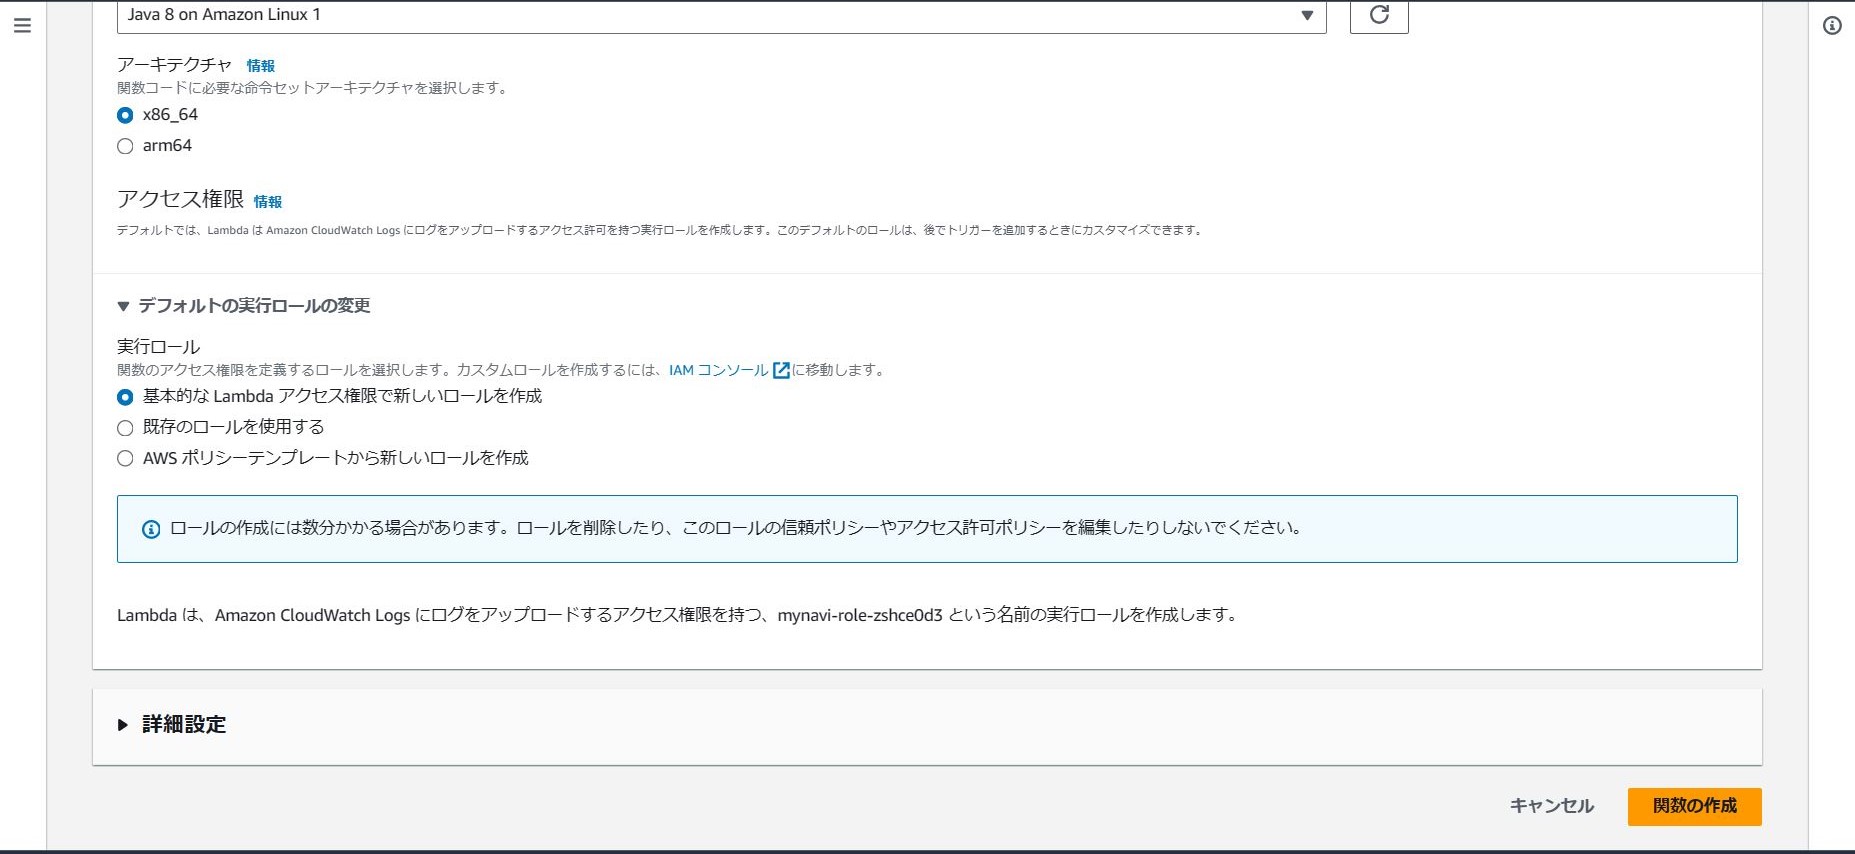 Java 8 on Amazon Linux 1
アーキテクチャ 情報
関数コードに必要な命令セットアーキテクチャを選択します。
x86_64
arm64
アクセス権限 情報
デフォルトでは、Lambda は Amazon CloudWatch Logs にログをアップロードするアクセス許可を持つ実行ロールを作成します。このデフォルトのロールは、後でトリガーを追加するときにカスタマイズできます。
デフォルトの実行ロールの変更
実行ロール
関数のアクセス権限を定義するロールを選択します。カスタムロールを作成するには、IAM コンソール に移動します。
基本的な Lambda アクセス権限で新しいロールを作成
既存のロールを使用する
AWS ポリシーテンプレートから新しいロールを作成
ロールの作成には数分かかる場合があります。ロールを削除したり、このロールの信頼ポリシーやアクセス許可ポリシーを編集したりしないでください。
Lambda は、Amazon CloudWatch Logs にログをアップロードするアクセス権限を持つ、mynavi-role-zshce0d3 という名前の実行ロールを作成します。
詳細設定
キャンセル 関数の作成